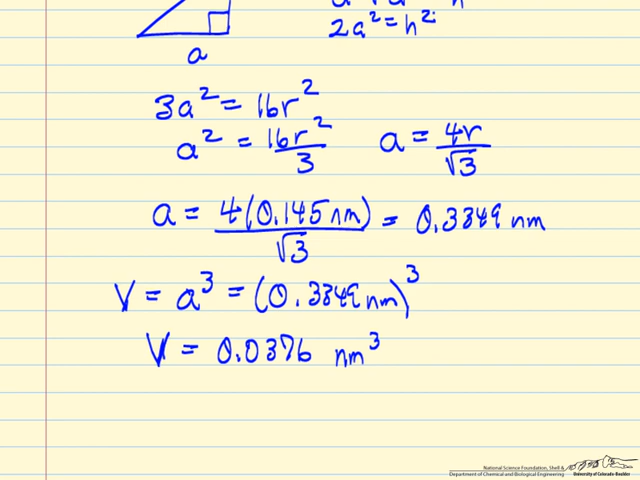 2a² = h²
a
3a² = 16r²
a² = 16r²/3 a = 4r/√3
a = 4(0.145 nm)/√3 = 0.3349 nm
V = a³ = (0.3349 nm)³
V = 0.0376 nm³
National Science Foundation, Shell &
Department of Chemical and Biological Engineering
University of Colorado Boulder